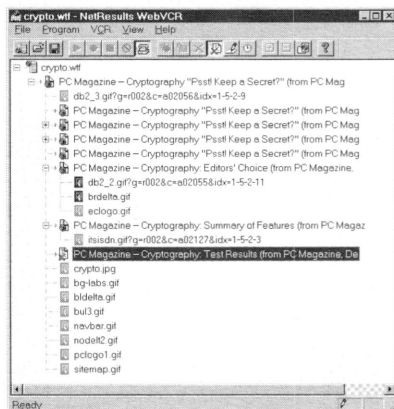 crypto.wtf - NetResults WebVCR
File Program VCR View Help
crypto.wtf
PC Magazine – Cryptography "Psst! Keep a Secret?" (from PC Mag
db2_3.gif?g=r002&c=a02056&idx=1-5-2-9
PC Magazine – Cryptography "Psst! Keep a Secret?" (from PC Mag
PC Magazine – Cryptography "Psst! Keep a Secret?" (from PC Mag
PC Magazine – Cryptography "Psst! Keep a Secret?" (from PC Mag
PC Magazine – Cryptography "Psst! Keep a Secret?" (from PC Mag
PC Magazine – Cryptography: Editors' Choice (from PC Magazine,
db2_2.gif?g=r002&c=a02055&idx=1-5-2-11
brdelta.gif
eclogo.gif
PC Magazine – Cryptography: Summary of Features (from PC Magaz
itsisdn.gif?g=r002&c=a02127&idx=1-5-2-3
PC Magazine – Cryptography: Test Results (from PC Magazine, De
crypto.jpg
bg-labs.gif
bldelta.gif
bul3.gif
navbar.gif
nodelt2.gif
pclogo1.gif
sitemap.gif
Ready